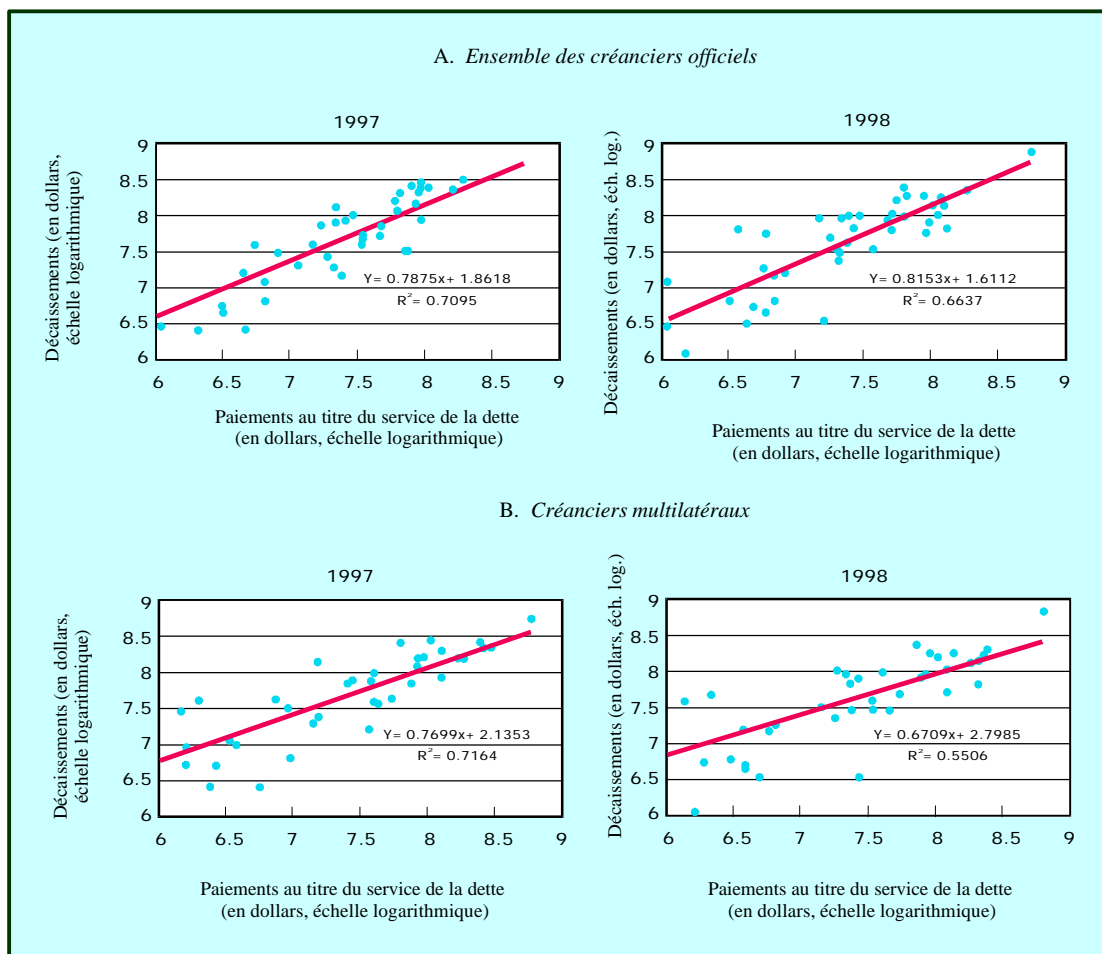 A. Ensemble des créanciers officiels
1997
Décaissements (en dollars,
échelle logarithmique)
9
8.5
8
7.5
7
6.5
6
Y= 0.7875x+ 1.8618
R²= 0.7095
6 6.5 7 7.5 8 8.5 9
Paiements au titre du service de la dette
(en dollars, échelle logarithmique)
1998
Décaissements (en dollars, éch. log.)
9
8.5
8
7.5
7
6.5
6
Y= 0.8153x+ 1.6112
R²= 0.6637
6 6.5 7 7.5 8 8.5 9
Paiements au titre du service de la dette
(en dollars, échelle logarithmique)
B. Créanciers multilatéraux
1997
Décaissements (en dollars,
échelle logarithmique)
9
8.5
8
7.5
7
6.5
6
Y= 0.7699x+ 2.1353
R²= 0.7164
6 6.5 7 7.5 8 8.5 9
Paiements au titre du service de la dette
(en dollars, échelle logarithmique)
1998
Décaissements (en dollars, éch. log.)
9
8.5
8
7.5
7
6.5
6
Y= 0.6709x+ 2.7985
R²= 0.5506
6 6.5 7 7.5 8 8.5 9
Paiements au titre du service de la dette
(en dollars, échelle logarithmique)